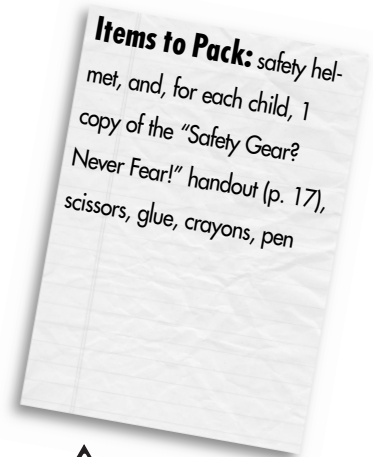 Items to Pack: safety hel-
met, and, for each child, 1
copy of the “Safety Gear?
Never Fear!” handout (p. 17),
scissors, glue, crayons, pen